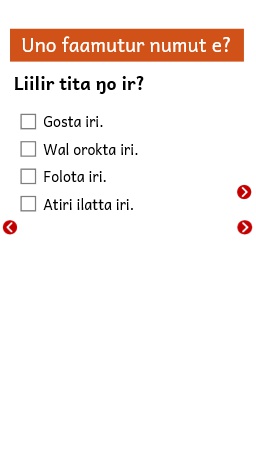 Uno faamutur numut e?
Liilir tita ŋo ir?
Gosta iri.
Wal orokta iri.
Folota iri.
Atiri ilatta iri.